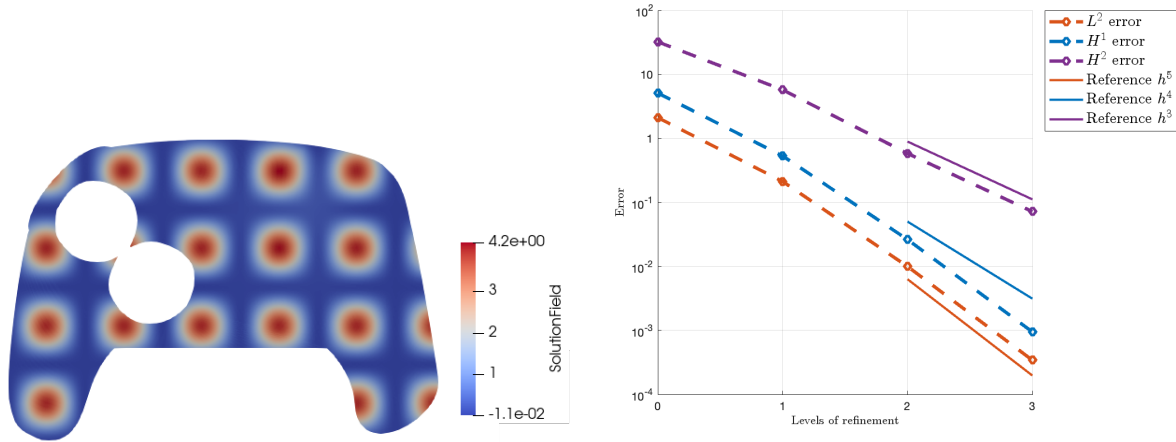 4.2e+00
3
2
1
-1.1e-02
SolutionField
10^2
10
1
10^-1
10^-2
10^-3
10^-4
Error
0
1
2
3
Levels of refinement
L^2 error
H^1 error
H^2 error
Reference h^5
Reference h^4
Reference h^3